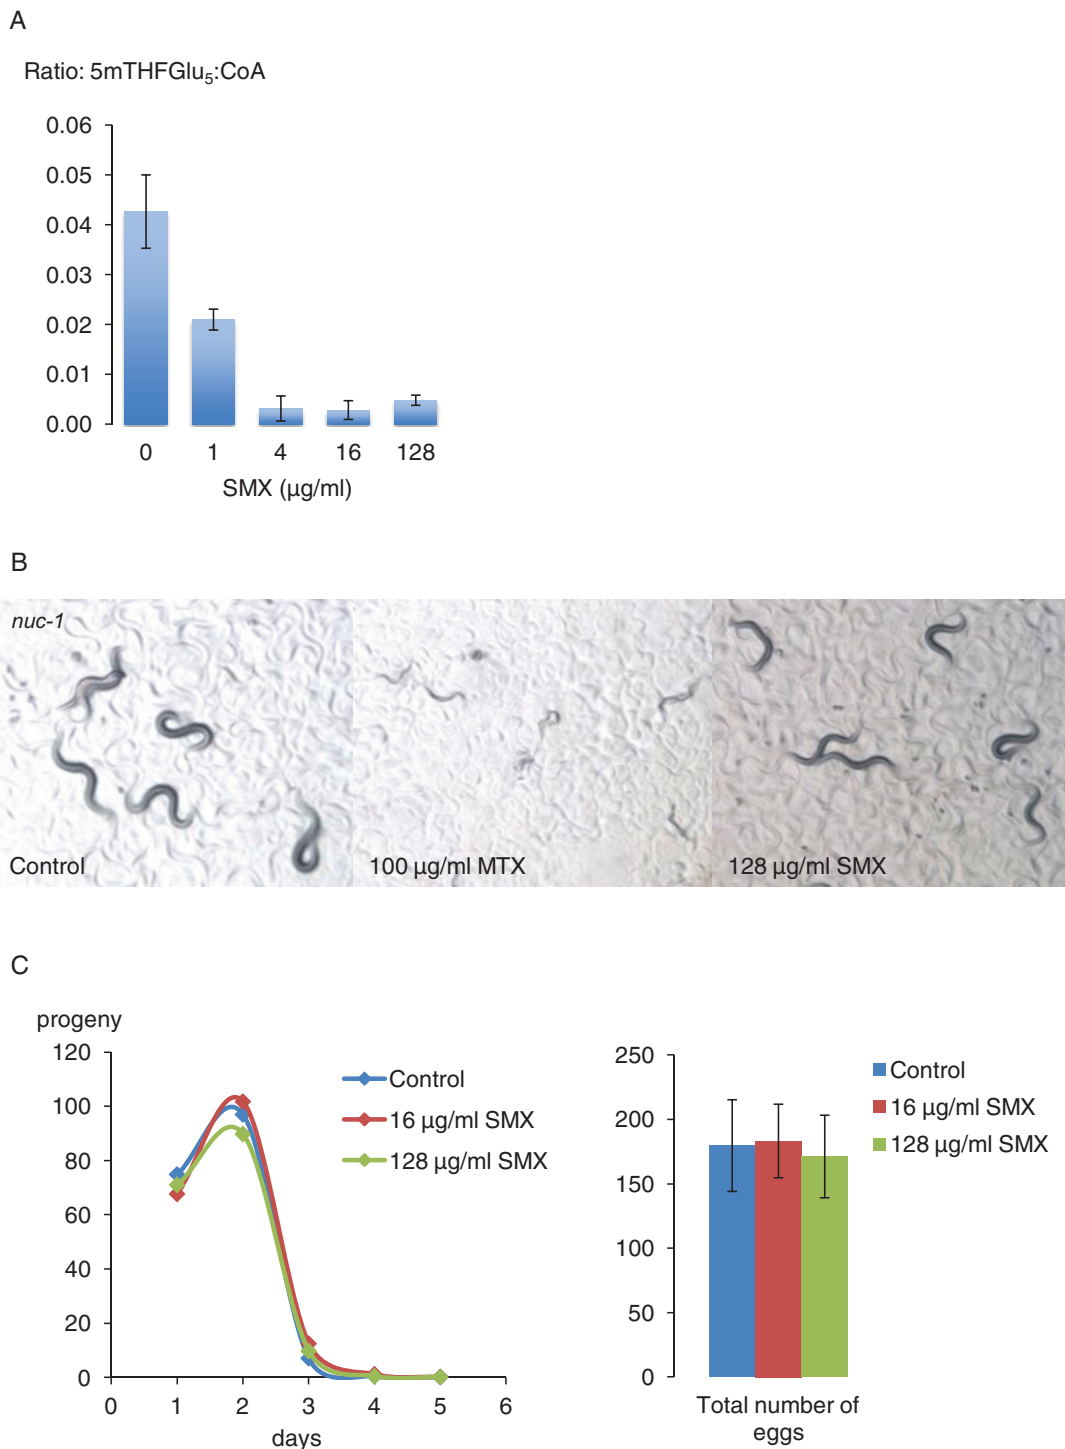 A
Ratio: 5mTHFGlu₅:CoA
0.06
0.05
0.04
0.03
0.02
0.01
0.00
0 1 4 16 128
SMX (µg/ml)
B
nuc-1
Control
100 µg/ml MTX
128 µg/ml SMX
C
progeny
120
100
80
60
40
20
0
0 1 2 3 4 5 6
days
Control
16 µg/ml SMX
128 µg/ml SMX
250
200
150
100
50
0
Total number of
eggs
Control
16 µg/ml SMX
128 µg/ml SMX